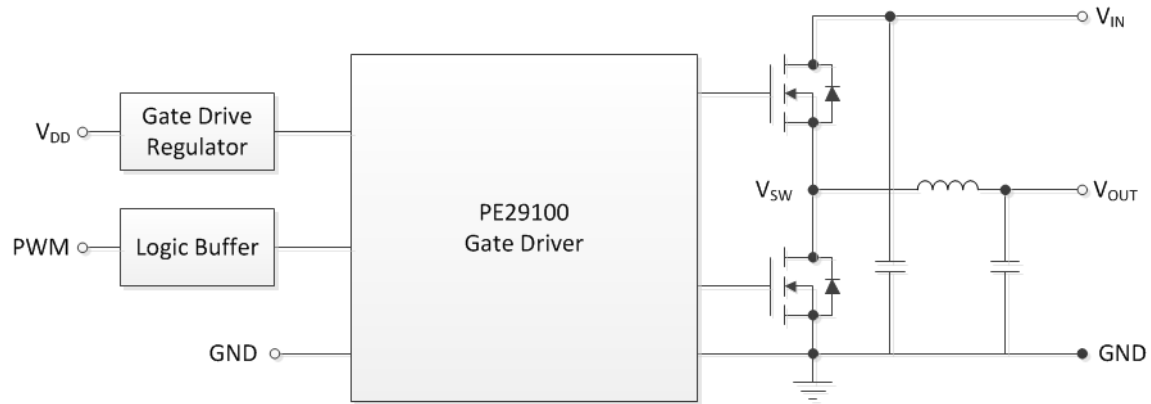 V_IN
Gate Drive
Regulator
V_DD
V_SW
V_OUT
PE29100
Gate Driver
PWM
Logic Buffer
GND
GND